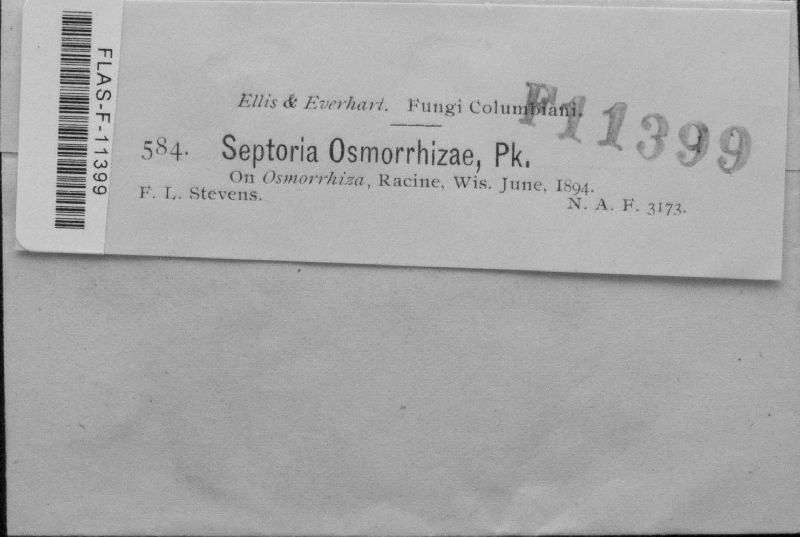 FLAS-F-11399
Ellis & Everhart. Fungi Columbiani.
F11399
584. Septoria Osmorrhizae, Pk.
On Osmorrhiza, Racine, Wis. June, 1894.
F. L. Stevens.
N. A. F. 3173.